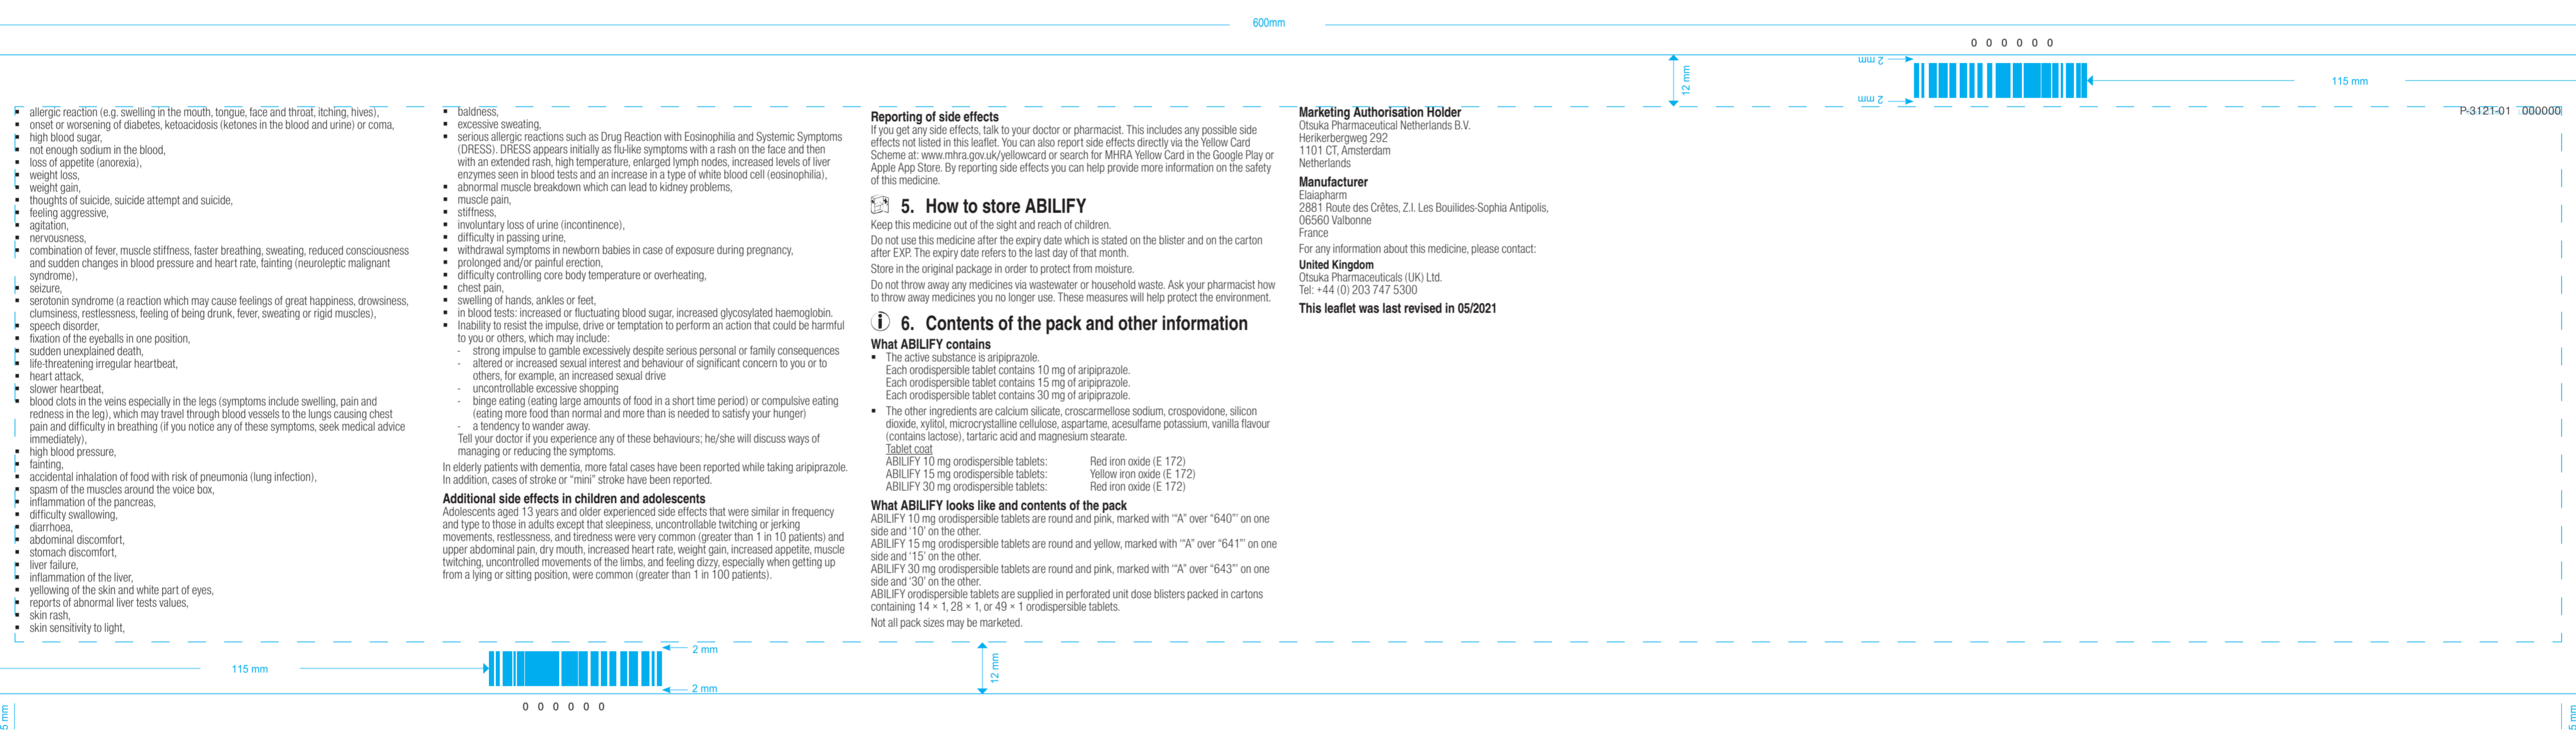 600mm
0 0 0 0 0 0
2 mm
2 mm
12 mm
115 mm
P-3121-01 000000
▪ allergic reaction (e.g. swelling in the mouth, tongue, face and throat, itching, hives),
▪ onset or worsening of diabetes, ketoacidosis (ketones in the blood and urine) or coma,
▪ high blood sugar,
▪ not enough sodium in the blood,
▪ loss of appetite (anorexia),
▪ weight loss,
▪ weight gain,
▪ thoughts of suicide, suicide attempt and suicide,
▪ feeling aggressive,
▪ agitation,
▪ nervousness,
▪ combination of fever, muscle stiffness, faster breathing, sweating, reduced consciousness
and sudden changes in blood pressure and heart rate, fainting (neuroleptic malignant
syndrome),
▪ seizure,
▪ serotonin syndrome (a reaction which may cause feelings of great happiness, drowsiness,
clumsiness, restlessness, feeling of being drunk, fever, sweating or rigid muscles),
▪ speech disorder,
▪ fixation of the eyeballs in one position,
▪ sudden unexplained death,
▪ life-threatening irregular heartbeat,
▪ heart attack,
▪ slower heartbeat,
▪ blood clots in the veins especially in the legs (symptoms include swelling, pain and
redness in the leg), which may travel through blood vessels to the lungs causing chest
pain and difficulty in breathing (if you notice any of these symptoms, seek medical advice
immediately),
▪ high blood pressure,
▪ fainting,
▪ accidental inhalation of food with risk of pneumonia (lung infection),
▪ spasm of the muscles around the voice box,
▪ inflammation of the pancreas,
▪ difficulty swallowing,
▪ diarrhoea,
▪ abdominal discomfort,
▪ stomach discomfort,
▪ liver failure,
▪ inflammation of the liver,
▪ yellowing of the skin and white part of eyes,
▪ reports of abnormal liver tests values,
▪ skin rash,
▪ skin sensitivity to light,
▪ baldness,
▪ excessive sweating,
▪ serious allergic reactions such as Drug Reaction with Eosinophilia and Systemic Symptoms
(DRESS). DRESS appears initially as flu-like symptoms with a rash on the face and then
with an extended rash, high temperature, enlarged lymph nodes, increased levels of liver
enzymes seen in blood tests and an increase in a type of white blood cell (eosinophilia),
▪ abnormal muscle breakdown which can lead to kidney problems,
▪ muscle pain,
▪ stiffness,
▪ involuntary loss of urine (incontinence),
▪ difficulty in passing urine,
▪ withdrawal symptoms in newborn babies in case of exposure during pregnancy,
▪ prolonged and/or painful erection,
▪ difficulty controlling core body temperature or overheating,
▪ chest pain,
▪ swelling of hands, ankles or feet,
▪ in blood tests: increased or fluctuating blood sugar, increased glycosylated haemoglobin.
▪ Inability to resist the impulse, drive or temptation to perform an action that could be harmful
to you or others, which may include:
- strong impulse to gamble excessively despite serious personal or family consequences
- altered or increased sexual interest and behaviour of significant concern to you or to
others, for example, an increased sexual drive
- uncontrollable excessive shopping
- binge eating (eating large amounts of food in a short time period) or compulsive eating
(eating more food than normal and more than is needed to satisfy your hunger)
- a tendency to wander away.
Tell your doctor if you experience any of these behaviours; he/she will discuss ways of
managing or reducing the symptoms.
In elderly patients with dementia, more fatal cases have been reported while taking aripiprazole.
In addition, cases of stroke or “mini” stroke have been reported.
Additional side effects in children and adolescents
Adolescents aged 13 years and older experienced side effects that were similar in frequency
and type to those in adults except that sleepiness, uncontrollable twitching or jerking
movements, restlessness, and tiredness were very common (greater than 1 in 10 patients) and
upper abdominal pain, dry mouth, increased heart rate, weight gain, increased appetite, muscle
twitching, uncontrolled movements of the limbs, and feeling dizzy, especially when getting up
from a lying or sitting position, were common (greater than 1 in 100 patients).
Reporting of side effects
If you get any side effects, talk to your doctor or pharmacist. This includes any possible side
effects not listed in this leaflet. You can also report side effects directly via the Yellow Card
Scheme at: www.mhra.gov.uk/yellowcard or search for MHRA Yellow Card in the Google Play or
Apple App Store. By reporting side effects you can help provide more information on the safety
of this medicine.
5. How to store ABILIFY
Keep this medicine out of the sight and reach of children.
Do not use this medicine after the expiry date which is stated on the blister and on the carton
after EXP. The expiry date refers to the last day of that month.
Store in the original package in order to protect from moisture.
Do not throw away any medicines via wastewater or household waste. Ask your pharmacist how
to throw away medicines you no longer use. These measures will help protect the environment.
6. Contents of the pack and other information
What ABILIFY contains
▪ The active substance is aripiprazole.
Each orodispersible tablet contains 10 mg of aripiprazole.
Each orodispersible tablet contains 15 mg of aripiprazole.
Each orodispersible tablet contains 30 mg of aripiprazole.
▪ The other ingredients are calcium silicate, croscarmellose sodium, crospovidone, silicon
dioxide, xylitol, microcrystalline cellulose, aspartame, acesulfame potassium, vanilla flavour
(contains lactose), tartaric acid and magnesium stearate.
Tablet coat
ABILIFY 10 mg orodispersible tablets: Red iron oxide (E 172)
ABILIFY 15 mg orodispersible tablets: Yellow iron oxide (E 172)
ABILIFY 30 mg orodispersible tablets: Red iron oxide (E 172)
What ABILIFY looks like and contents of the pack
ABILIFY 10 mg orodispersible tablets are round and pink, marked with ‘“A” over “640”’ on one
side and ‘10’ on the other.
ABILIFY 15 mg orodispersible tablets are round and yellow, marked with ‘“A” over “641”’ on one
side and ‘15’ on the other.
ABILIFY 30 mg orodispersible tablets are round and pink, marked with ‘“A” over “643”’ on one
side and ‘30’ on the other.
ABILIFY orodispersible tablets are supplied in perforated unit dose blisters packed in cartons
containing 14 × 1, 28 × 1, or 49 × 1 orodispersible tablets.
Not all pack sizes may be marketed.
Marketing Authorisation Holder
Otsuka Pharmaceutical Netherlands B.V.
Herikerbergweg 292
1101 CT, Amsterdam
Netherlands
Manufacturer
Elaiapharm
2881 Route des Crêtes, Z.I. Les Bouilides-Sophia Antipolis,
06560 Valbonne
France
For any information about this medicine, please contact:
United Kingdom
Otsuka Pharmaceuticals (UK) Ltd.
Tel: +44 (0) 203 747 5300
This leaflet was last revised in 05/2021
115 mm
2 mm
2 mm
12 mm
0 0 0 0 0 0
5 mm
5 mm